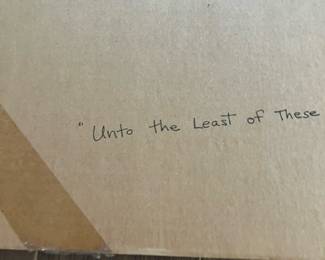 "Unto the Least of These